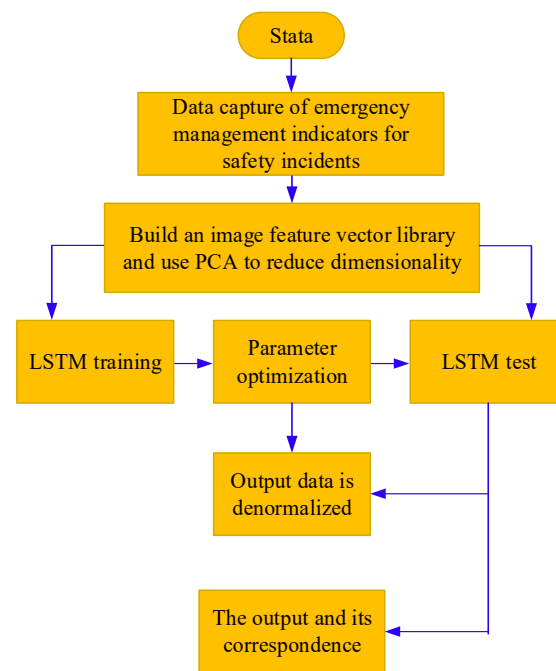 Stata
Data capture of emergency
management indicators for
safety incidents
Build an image feature vector library
and use PCA to reduce dimensionality
LSTM training
Parameter
optimization
LSTM test
Output data is
denormalized
The output and its
correspondence